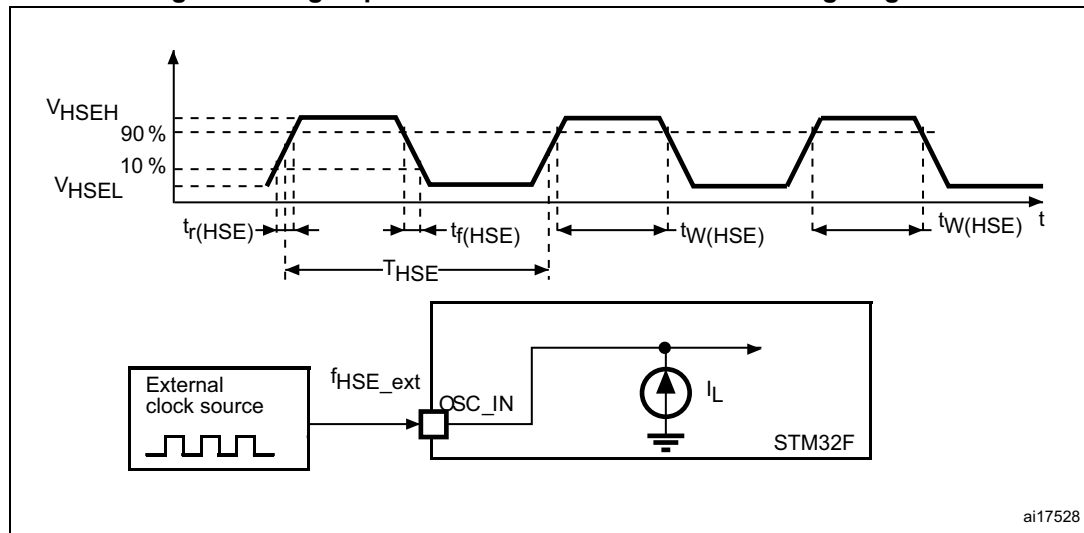 VHSEH
90 %
10 %
VHSEL
tr(HSE)
tf(HSE)
tW(HSE)
tW(HSE)
t
THSE
External
clock source
fHSE_ext
OSC_IN
IL
STM32F
ai17528